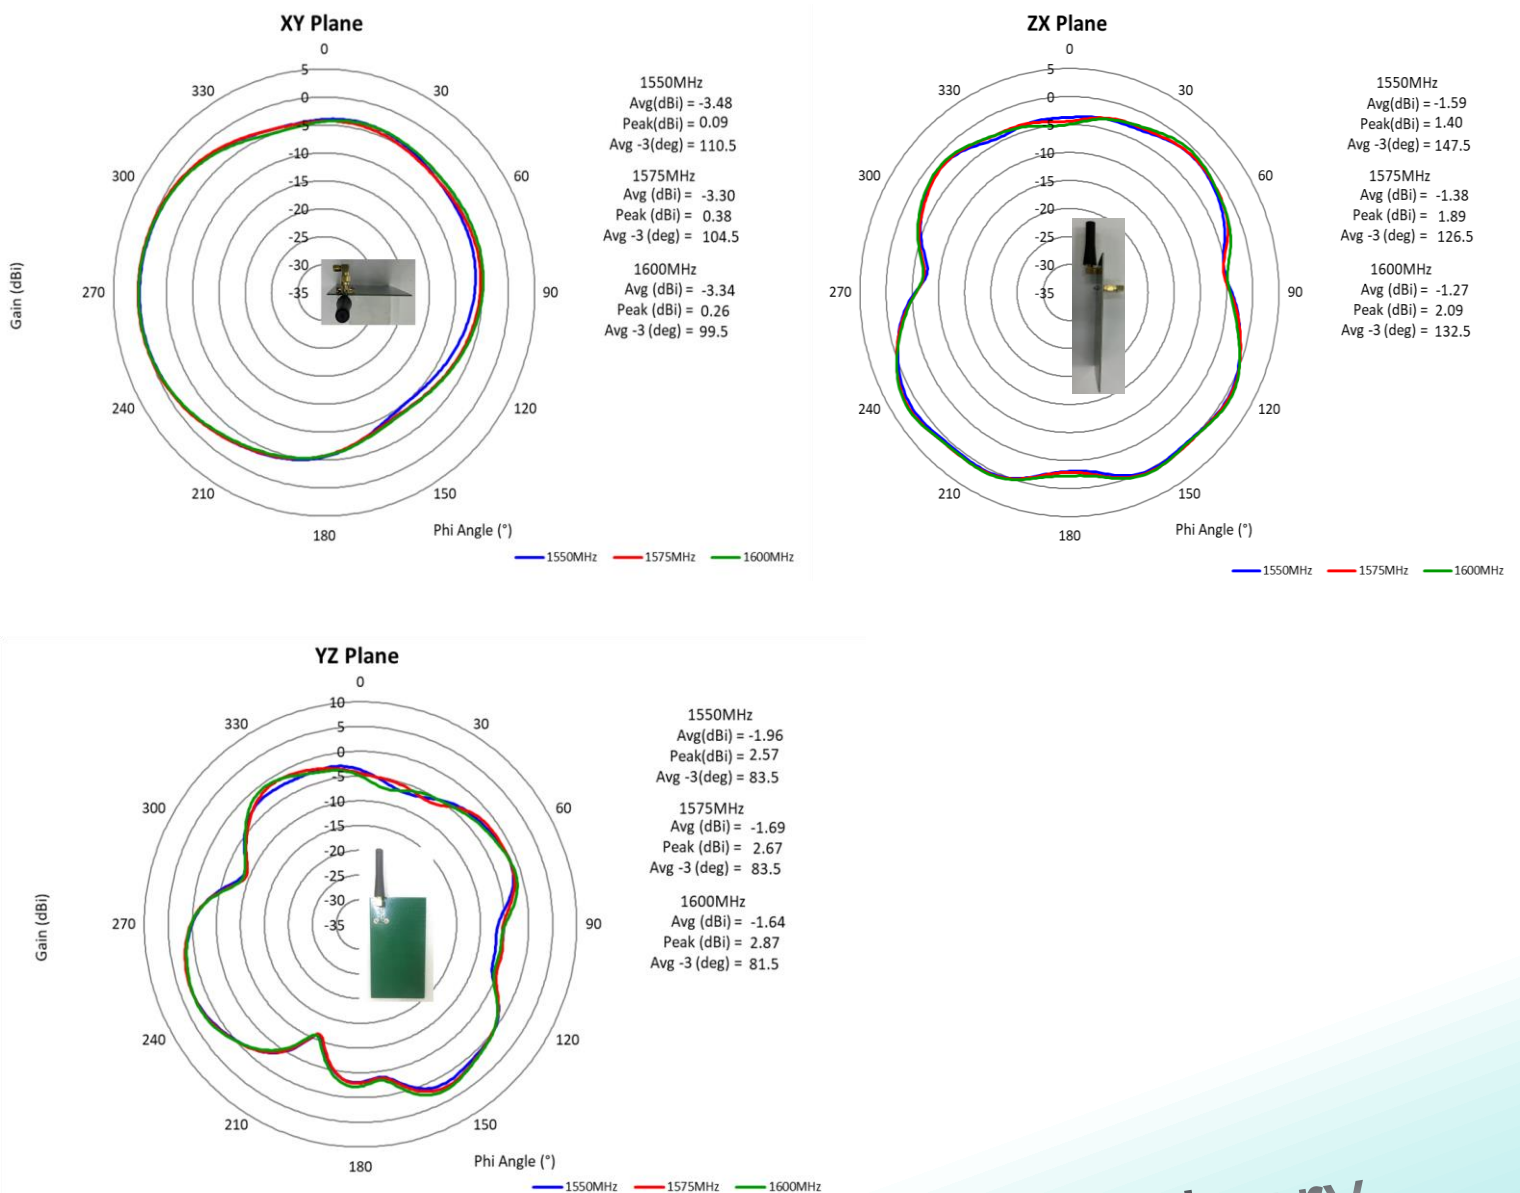 XY Plane
0
5
0
-5
-10
-15
-20
-25
-30
-35
30
60
90
120
150
180
210
240
270
300
330
Gain (dBi)
Phi Angle (°)
1550MHz
Avg(dBi) = -3.48
Peak(dBi) = 0.09
Avg -3(deg) = 110.5
1575MHz
Avg (dBi) = -3.30
Peak (dBi) = 0.38
Avg -3 (deg) = 104.5
1600MHz
Avg (dBi) = -3.34
Peak (dBi) = 0.26
Avg -3 (deg) = 99.5
1550MHz 1575MHz 1600MHz
ZX Plane
0
5
0
-5
-10
-15
-20
-25
-30
-35
30
60
90
120
150
180
210
240
270
300
330
Phi Angle (°)
1550MHz
Avg(dBi) = -1.59
Peak(dBi) = 1.40
Avg -3(deg) = 147.5
1575MHz
Avg (dBi) = -1.38
Peak (dBi) = 1.89
Avg -3 (deg) = 126.5
1600MHz
Avg (dBi) = -1.27
Peak (dBi) = 2.09
Avg -3 (deg) = 132.5
1550MHz 1575MHz 1600MHz
YZ Plane
0
10
5
0
-5
-10
-15
-20
-25
-30
-35
30
60
90
120
150
180
210
240
270
300
330
Gain (dBi)
Phi Angle (°)
1550MHz
Avg(dBi) = -1.96
Peak(dBi) = 2.57
Avg -3(deg) = 83.5
1575MHz
Avg (dBi) = -1.69
Peak (dBi) = 2.67
Avg -3 (deg) = 83.5
1600MHz
Avg (dBi) = -1.64
Peak (dBi) = 2.87
Avg -3 (deg) = 81.5
1550MHz 1575MHz 1600MHz